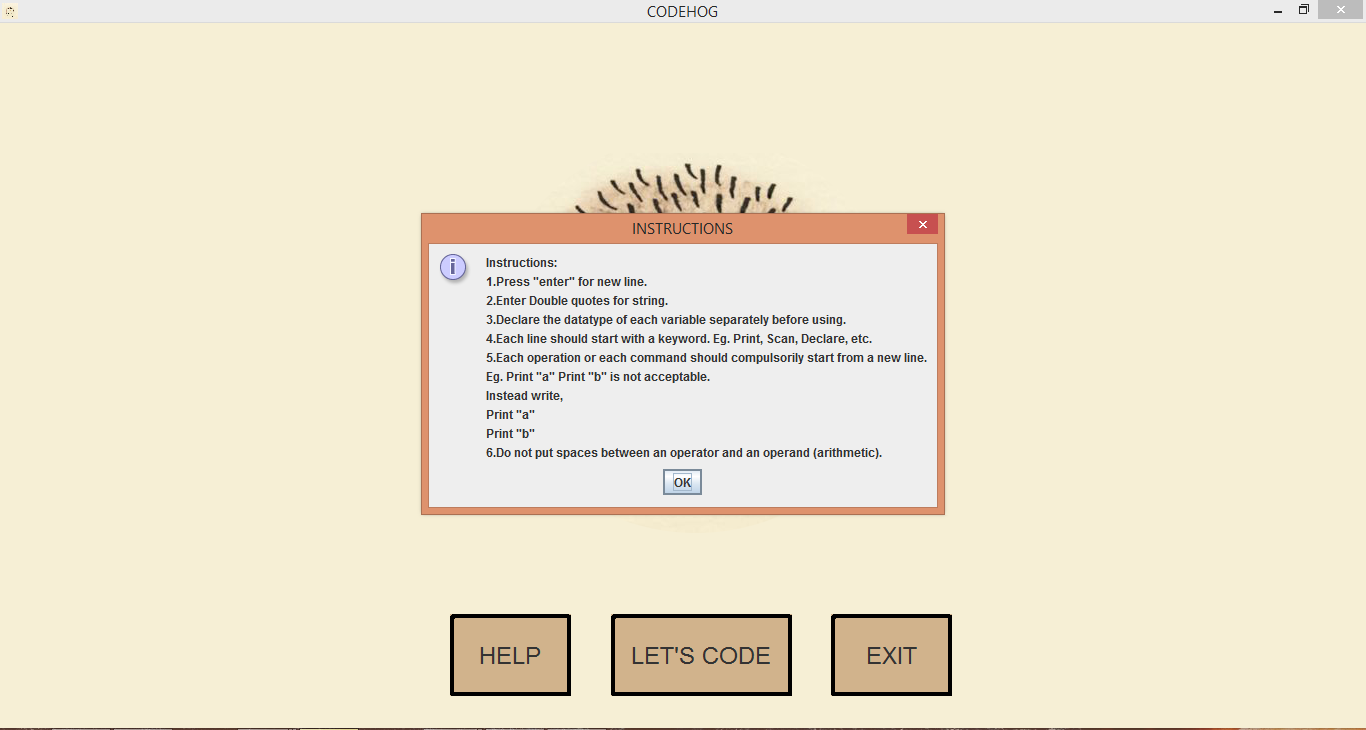 CODEHOG
INSTRUCTIONS
Instructions:
1.Press "enter" for new line.
2.Enter Double quotes for string.
3.Declare the datatype of each variable separately before using.
4.Each line should start with a keyword. Eg. Print, Scan, Declare, etc.
5.Each operation or each command should compulsorily start from a new line.
Eg. Print "a" Print "b" is not acceptable.
Instead write,
Print "a"
Print "b"
6.Do not put spaces between an operator and an operand (arithmetic).
OK
HELP
LET'S CODE
EXIT